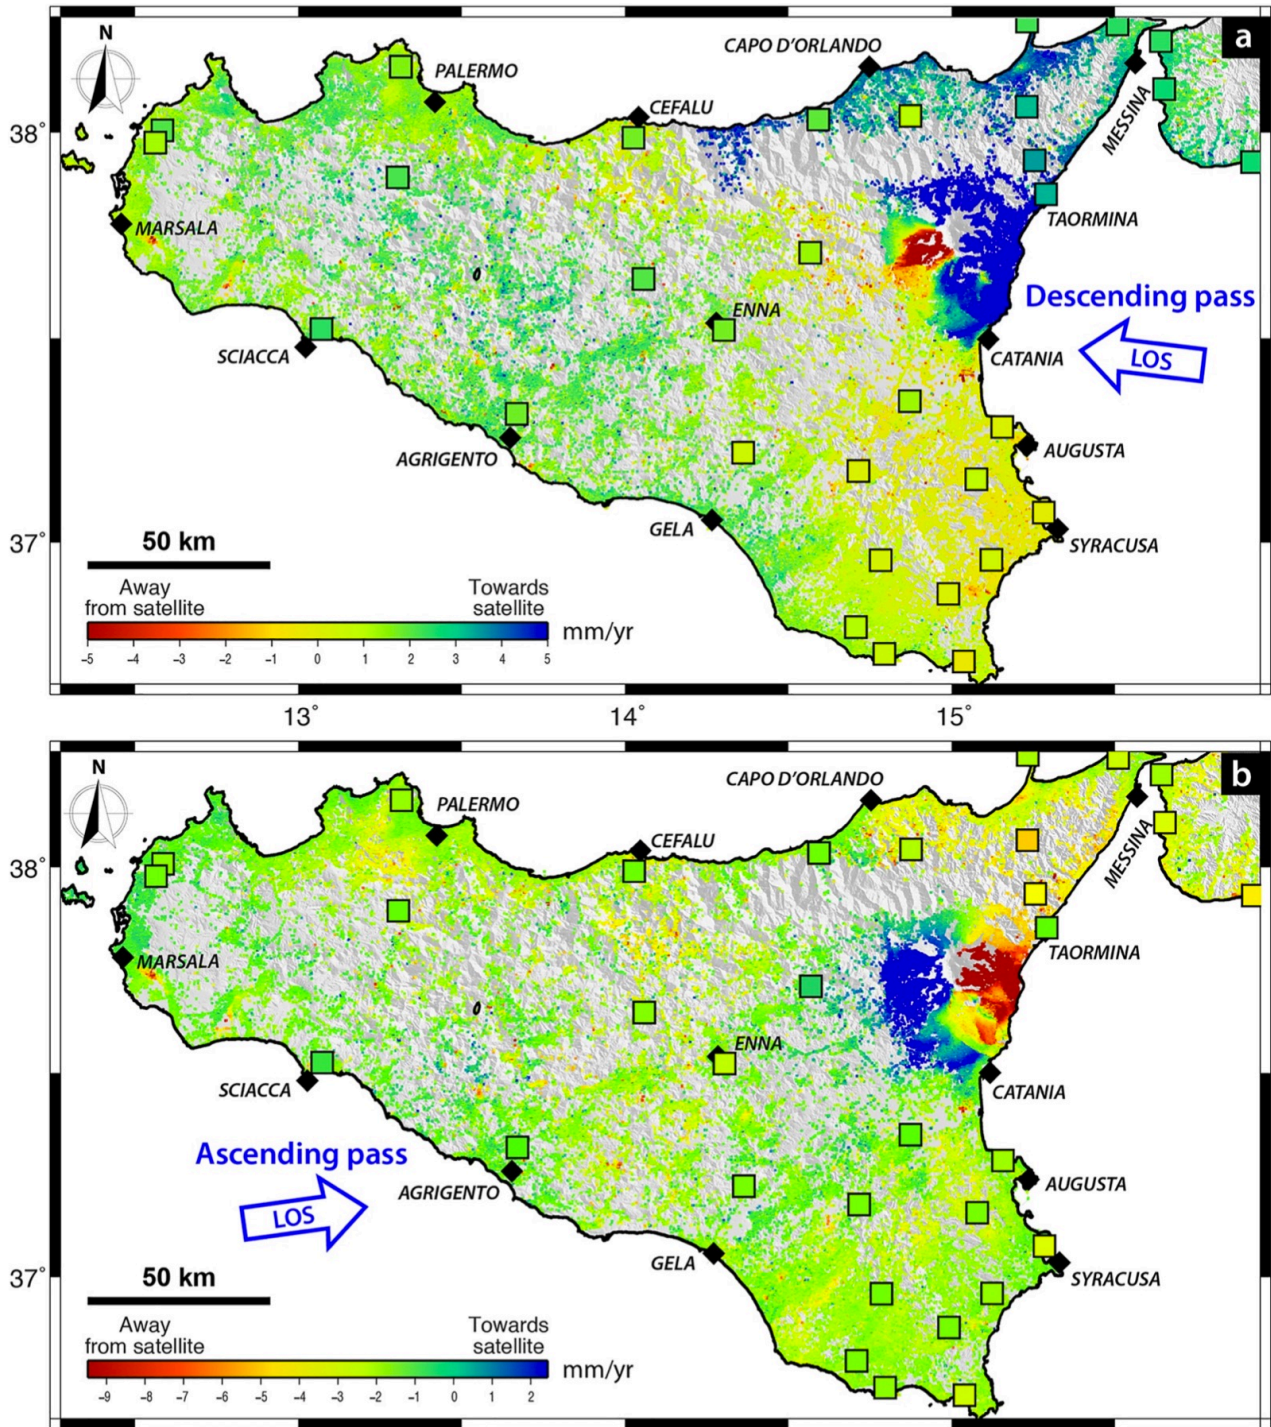 a
N
CAPO D'ORLANDO
PALERMO
CEFALU
MESSINA
38°
MARSALA
TAORMINA
ENNA
Descending pass
LOS
SCIACCA
CATANIA
AGRIGENTO
AUGUSTA
GELA
SYRACUSA
37°
50 km
Away
from satellite
Towards
satellite
mm/yr
-5 -4 -3 -2 -1 0 1 2 3 4 5
13° 14° 15°
b
N
CAPO D'ORLANDO
PALERMO
CEFALU
MESSINA
38°
MARSALA
TAORMINA
ENNA
SCIACCA
CATANIA
Ascending pass
LOS
AGRIGENTO
AUGUSTA
GELA
SYRACUSA
37°
50 km
Away
from satellite
Towards
satellite
mm/yr
-9 -8 -7 -6 -5 -4 -3 -2 -1 0 1 2